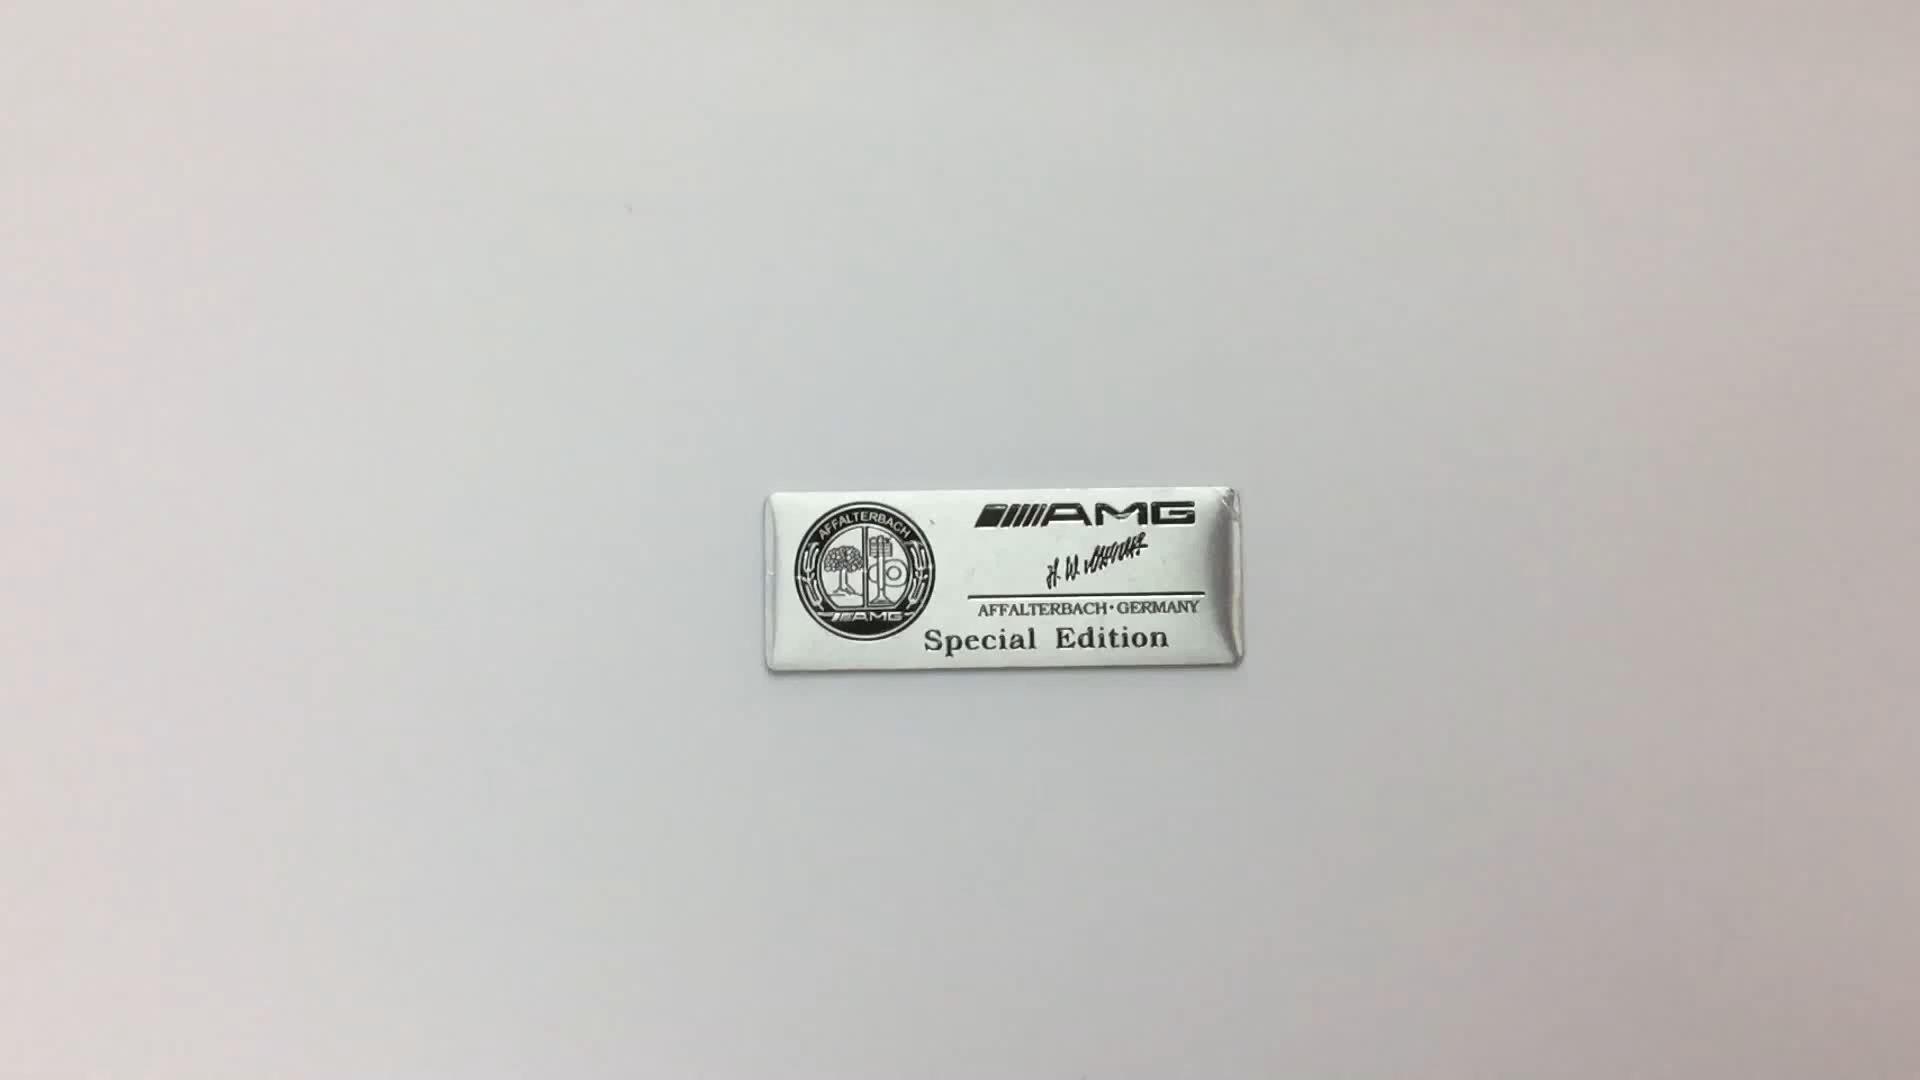 AFFALTERBACH
AMG
AMG
H. W.
AFFALTERBACH·GERMANY
Special Edition